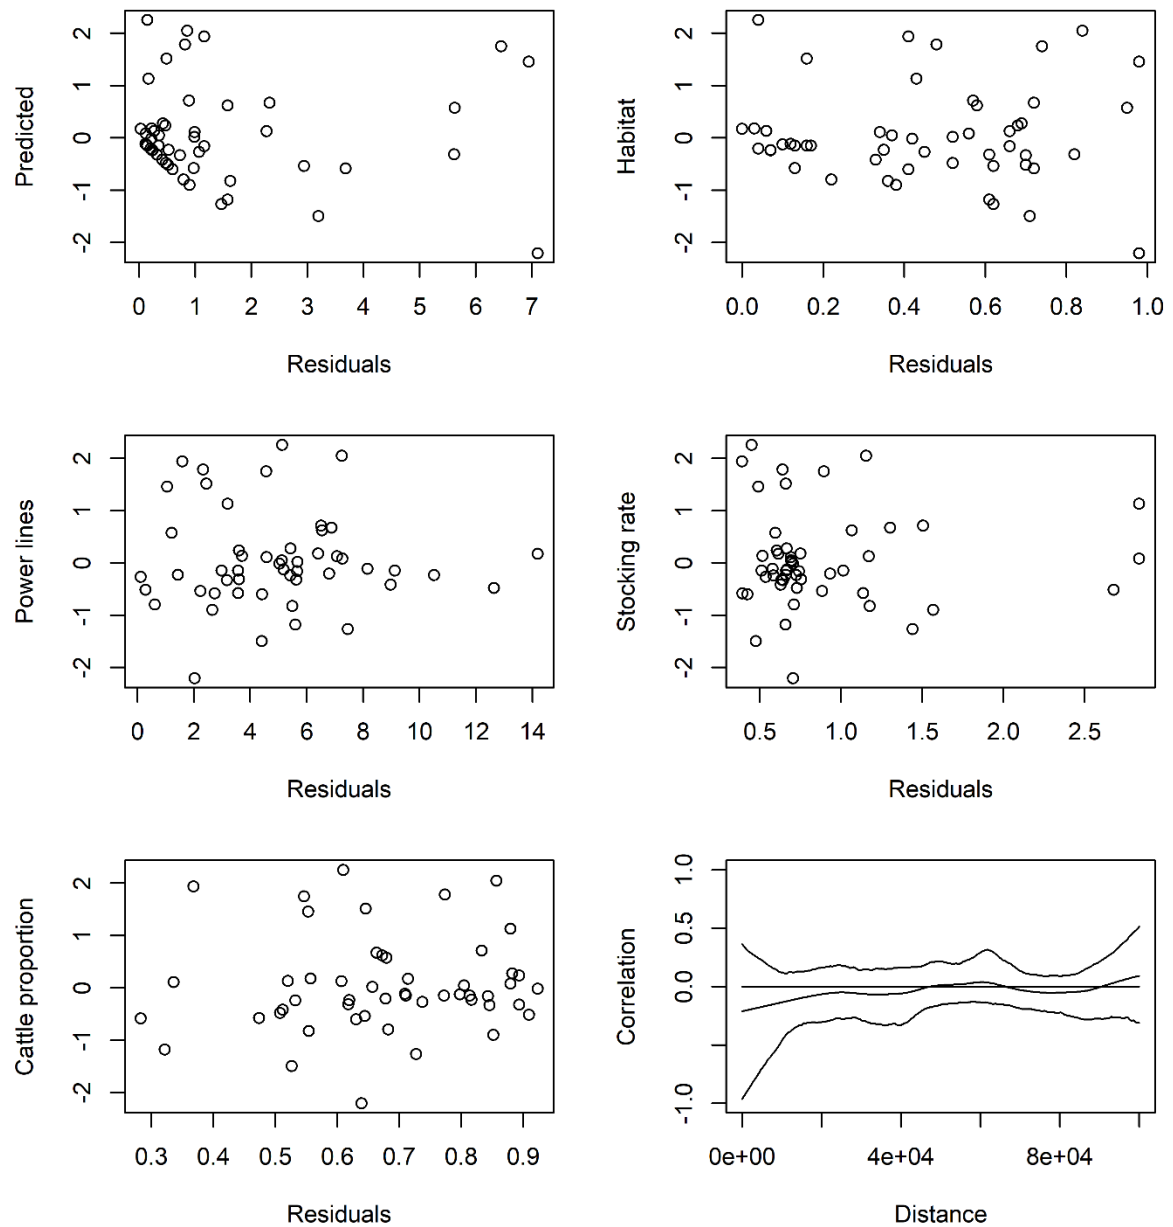 Predicted
2
1
0
-1
-2
0 1 2 3 4 5 6 7
Residuals
Habitat
2
1
0
-1
-2
0.0 0.2 0.4 0.6 0.8 1.0
Residuals
Power lines
2
1
0
-1
-2
0 2 4 6 8 10 12 14
Residuals
Stocking rate
2
1
0
-1
-2
0.5 1.0 1.5 2.0 2.5
Residuals
Cattle proportion
2
1
0
-1
-2
0.3 0.4 0.5 0.6 0.7 0.8 0.9
Residuals
Correlation
1.0
0.5
0.0
-1.0
0e+00 4e+04 8e+04
Distance